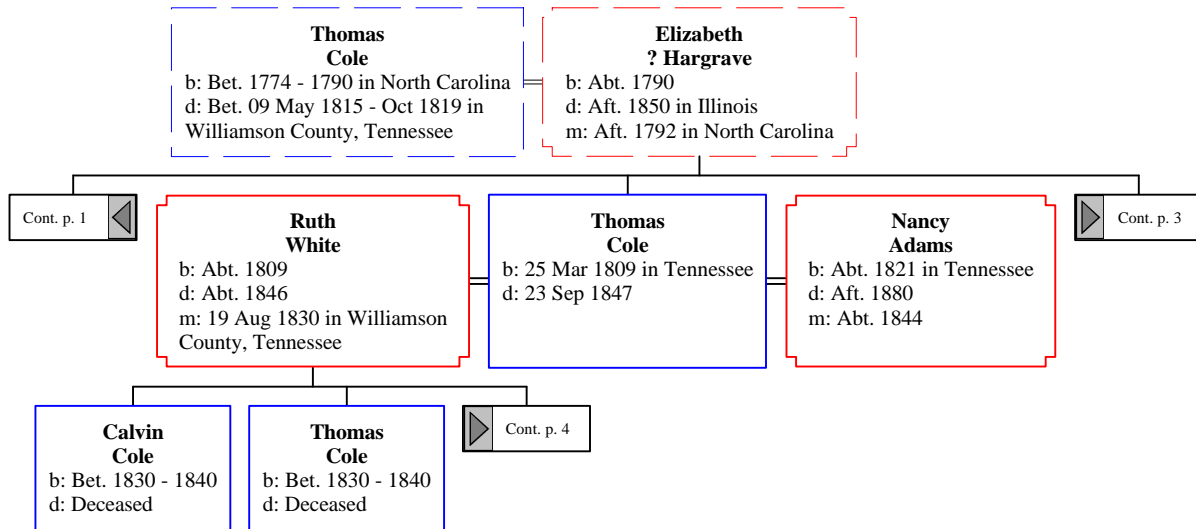 Thomas
Cole
b: Bet. 1774 - 1790 in North Carolina
d: Bet. 09 May 1815 - Oct 1819 in
Williamson County, Tennessee
Elizabeth
? Hargrave
b: Abt. 1790
d: Aft. 1850 in Illinois
m: Aft. 1792 in North Carolina
Cont. p. 1
Ruth
White
b: Abt. 1809
d: Abt. 1846
m: 19 Aug 1830 in Williamson
County, Tennessee
Thomas
Cole
b: 25 Mar 1809 in Tennessee
d: 23 Sep 1847
Nancy
Adams
b: Abt. 1821 in Tennessee
d: Aft. 1880
m: Abt. 1844
Cont. p. 3
Calvin
Cole
b: Bet. 1830 - 1840
d: Deceased
Thomas
Cole
b: Bet. 1830 - 1840
d: Deceased
Cont. p. 4